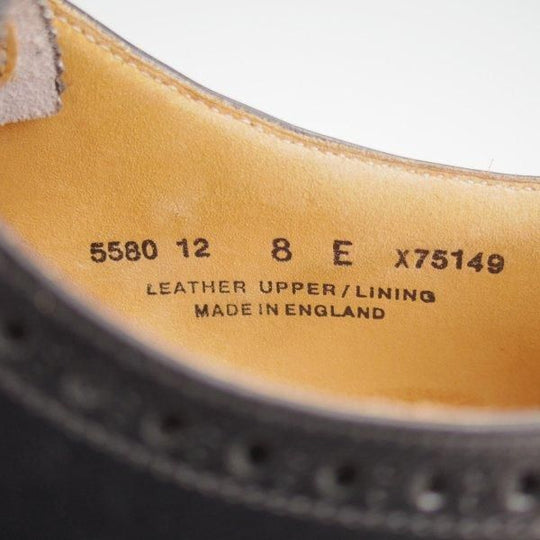 5580 12 8 E X75149
LEATHER UPPER/LINING
MADE IN ENGLAND